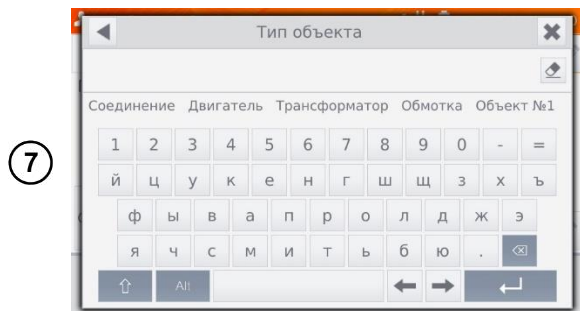 Тип объекта
Соединение Двигатель Трансформатор Обмотка Объект №1
7
1 2 3 4 5 6 7 8 9 0 - =
й ц у к е н г ш щ з х ъ
ф ы в а п р о л д ж э
я ч с м и т ь б ю .
Alt